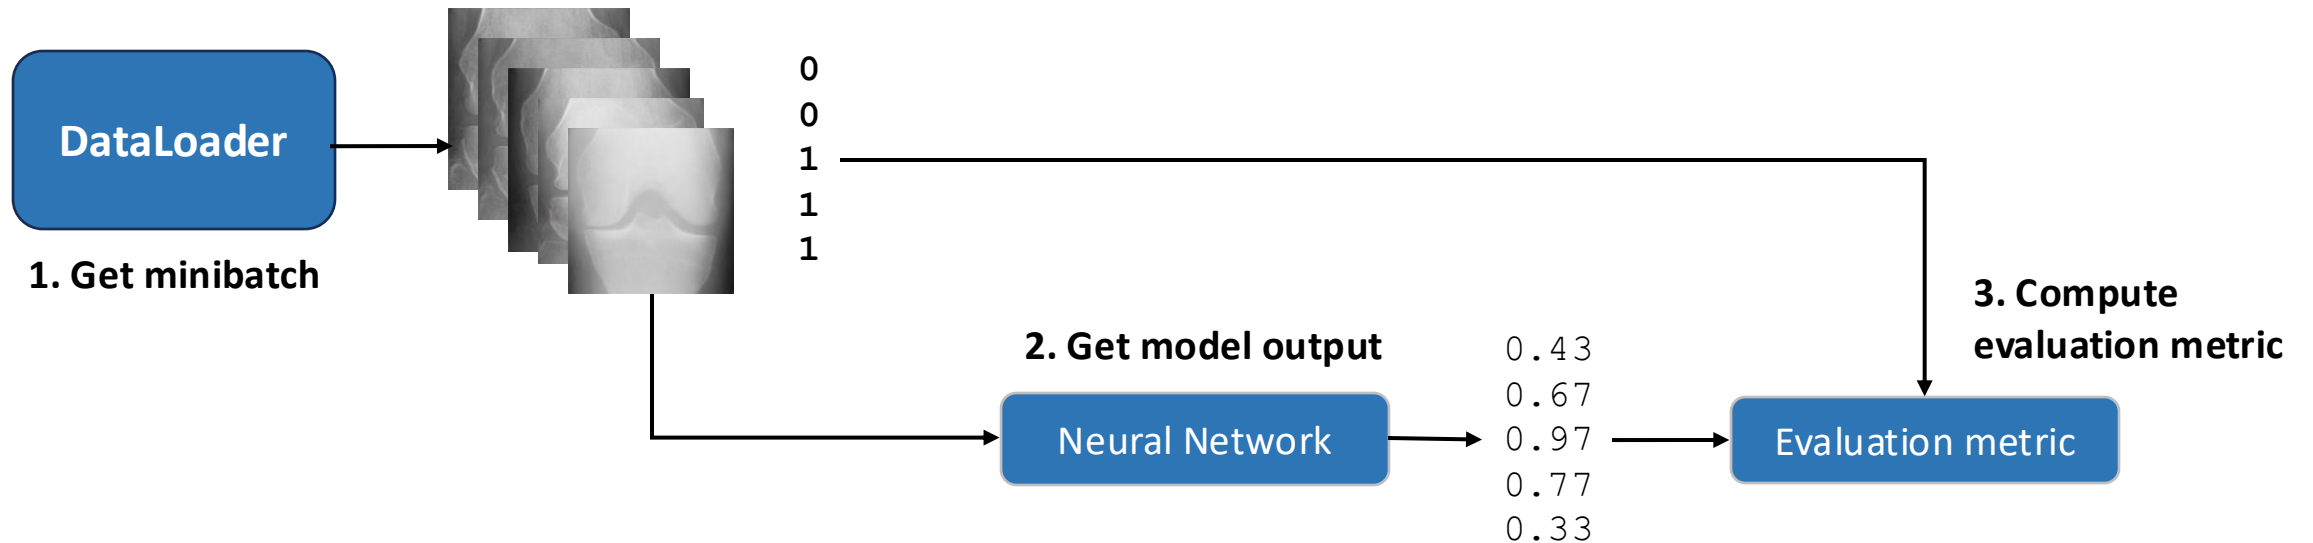 DataLoader
1. Get minibatch
0
0
1
1
1
2. Get model output
Neural Network
0.43
0.67
0.97
0.77
0.33
3. Compute
evaluation metric
Evaluation metric